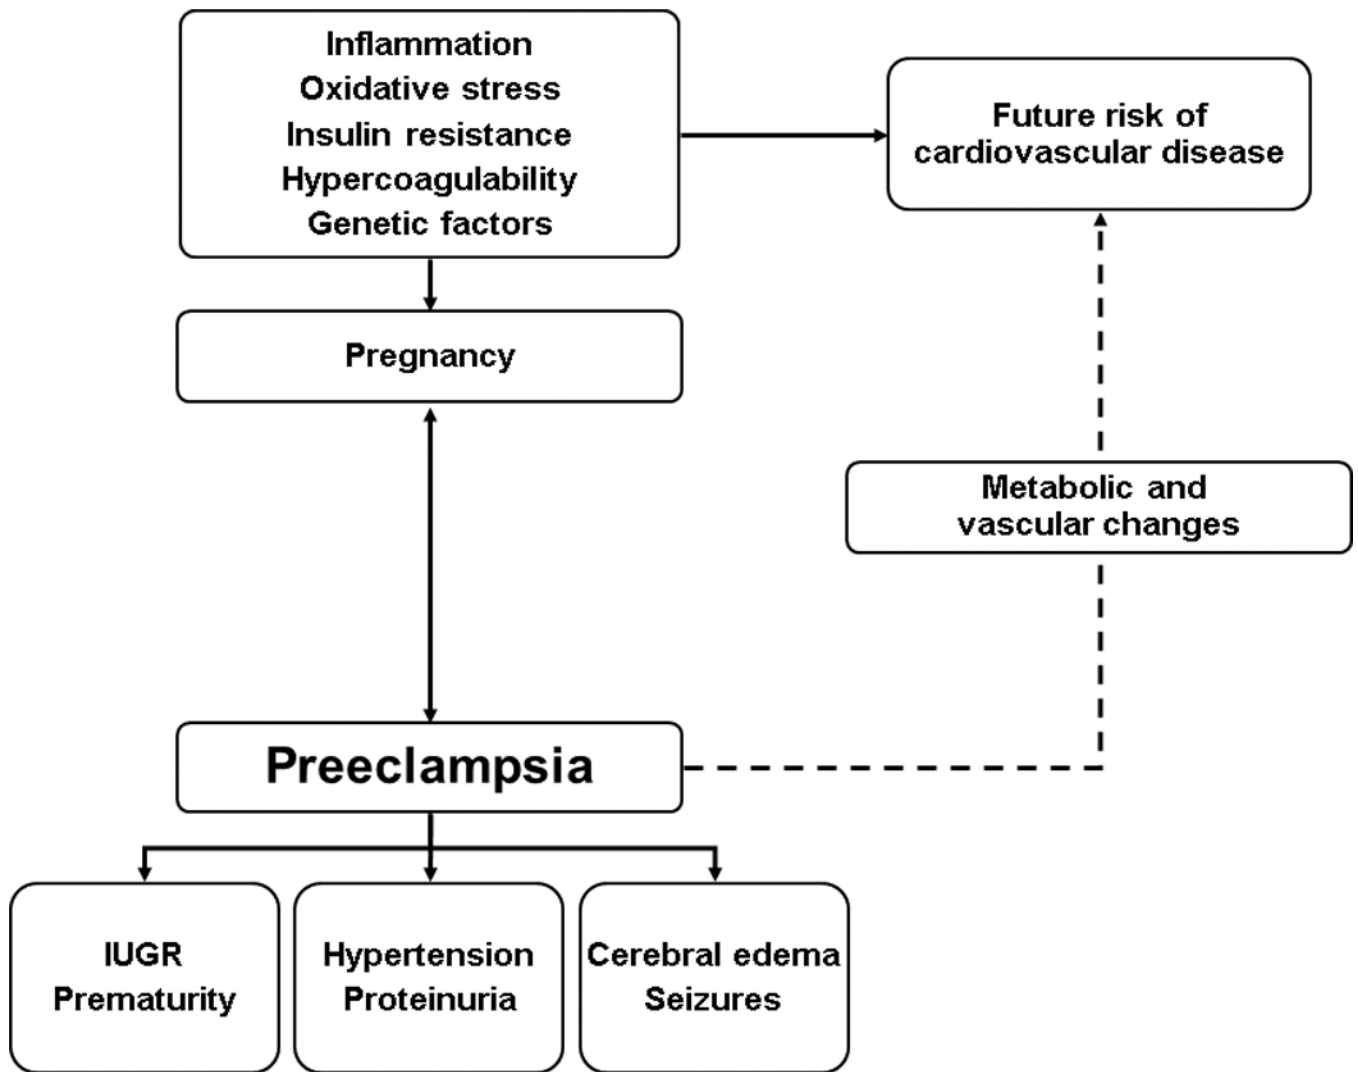 Inflammation
Oxidative stress
Insulin resistance
Hypercoagulability
Genetic factors
Future risk of
cardiovascular disease
Pregnancy
Metabolic and
vascular changes
Preeclampsia
IUGR
Prematurity
Hypertension
Proteinuria
Cerebral edema
Seizures